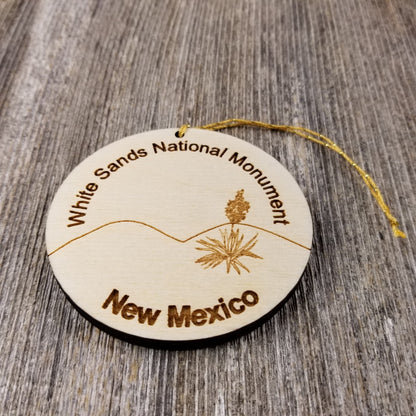 White Sands National Monument
New Mexico